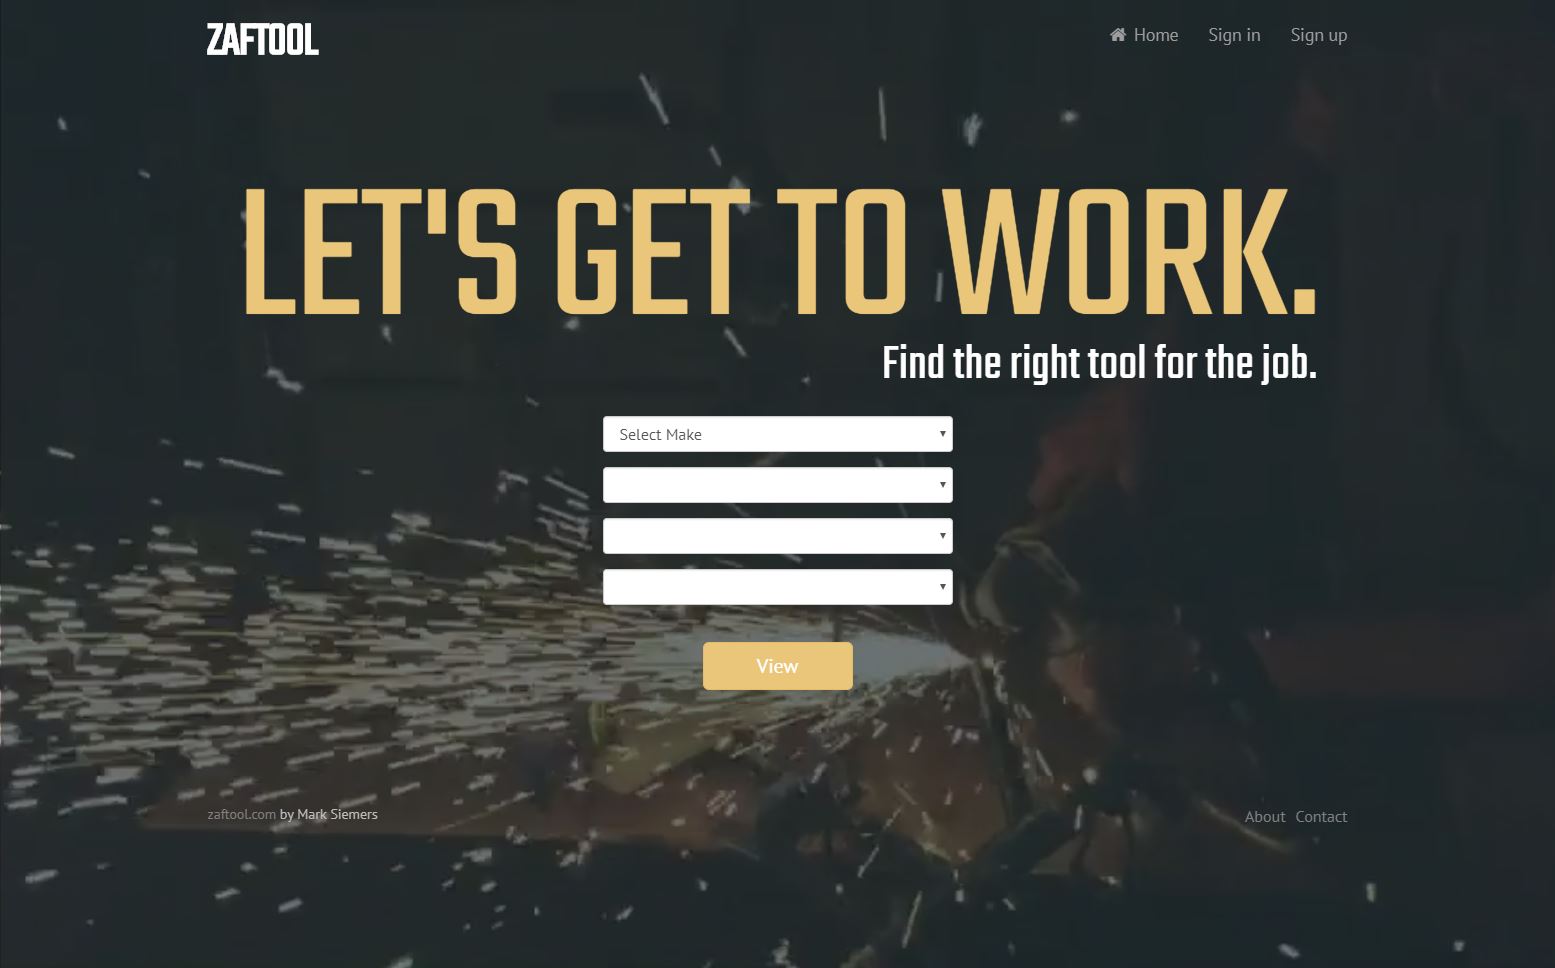 ZAFTOOL
Home Sign in Sign up
LET'S GET TO WORK.
Find the right tool for the job.
Select Make
View
zaftool.com by Mark Siemers
About Contact